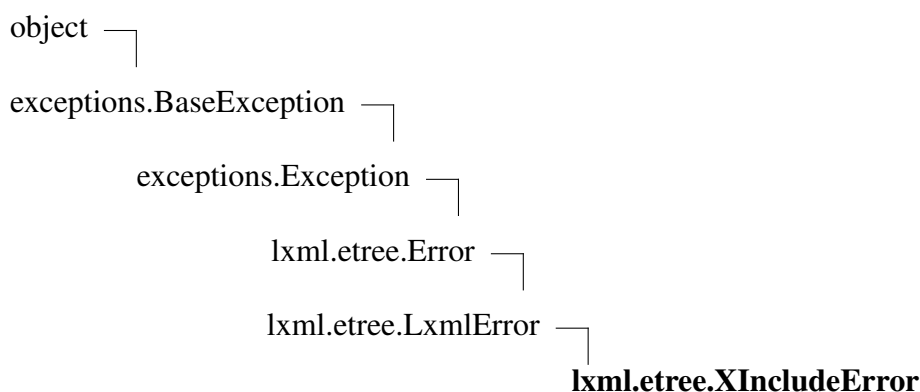 object
exceptions.BaseException
exceptions.Exception
lxml.etree.Error
lxml.etree.LxmlError
lxml.etree.XIncludeError